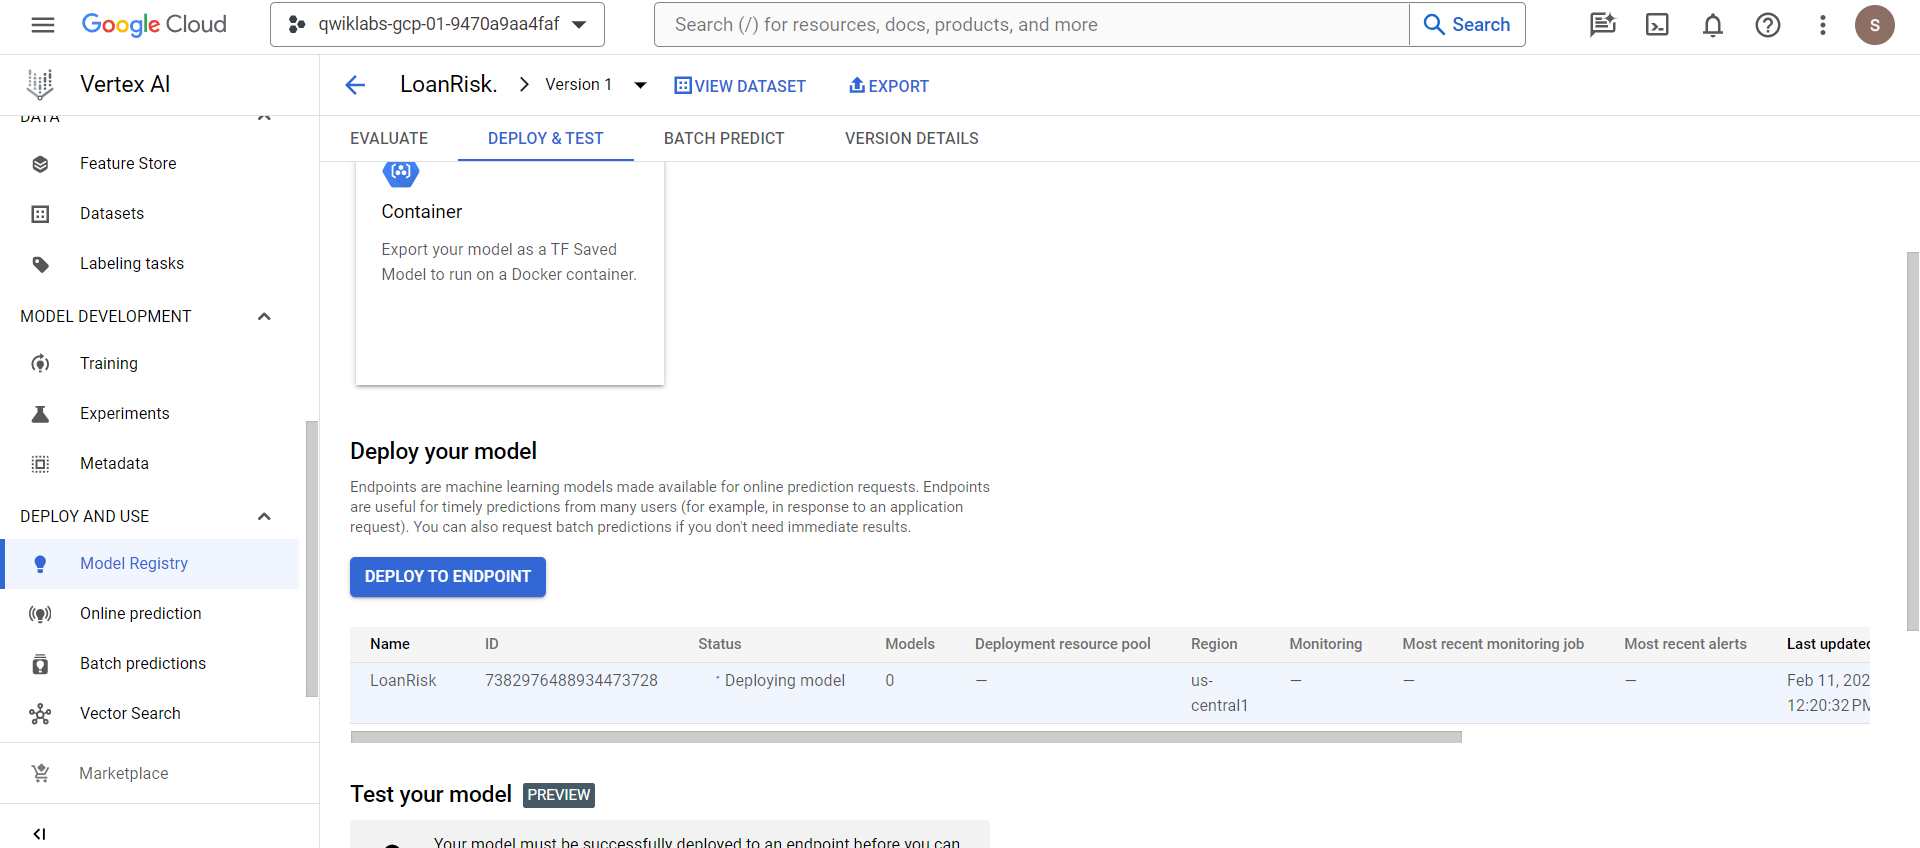 Google Cloud
qwiklabs-gcp-01-9470a9aa4faf
Search (/) for resources, docs, products, and more
Search
S
Vertex AI
LoanRisk.
Version 1
VIEW DATASET
EXPORT
EVALUATE
DEPLOY & TEST
BATCH PREDICT
VERSION DETAILS
DATA
Feature Store
Datasets
Labeling tasks
MODEL DEVELOPMENT
Training
Experiments
Metadata
DEPLOY AND USE
Model Registry
Online prediction
Batch predictions
Vector Search
Marketplace
Container
Export your model as a TF Saved
Model to run on a Docker container.
Deploy your model
Endpoints are machine learning models made available for online prediction requests. Endpoints
are useful for timely predictions from many users (for example, in response to an application
request). You can also request batch predictions if you don't need immediate results.
DEPLOY TO ENDPOINT
Name ID Status Models Deployment resource pool Region Monitoring Most recent monitoring job Most recent alerts Last updated
LoanRisk 7382976488934473728 Deploying model 0 — us- — — — Feb 11, 202
central1 12:20:32 PM
Test your model PREVIEW
Your model must be successfully deployed to an endpoint before you can